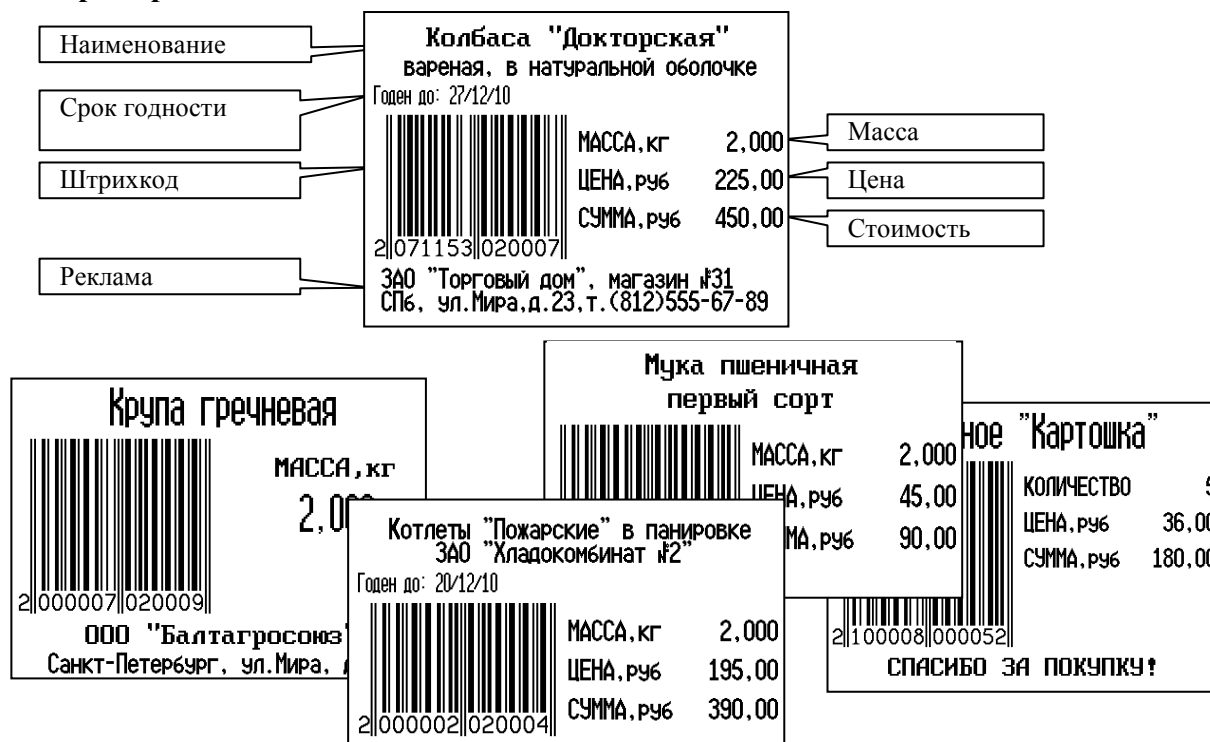 Наименование
Срок годности
Штрихкод
Реклама
Колбаса "Докторская"
вареная, в натуральной оболочке
Годен до: 27/12/10
МАССА,кг 2,000
ЦЕНА,руб 225,00
СУММА,руб 450,00
2 071153 020007
ЗАО "Торговый дом", магазин №31
СПб, ул.Мира,д.23,т.(812)555-67-89
Масса
Цена
Стоимость
Крупа гречневая
МАССА,кг
2 000007 020009
ООО "Балтагросоюз"
Санкт-Петербург, ул.Мира,
Мука пшеничная
первый сорт
МАССА,кг 2,000
ЦЕНА,руб 45,00
90,00
Котлеты "Пожарские" в панировке
ЗАО "Хладокомбинат №2"
Годен до: 20/12/10
МАССА,кг 2,000
ЦЕНА,руб 195,00
СУММА,руб 390,00
2 000002 020004
"Картошка"
КОЛИЧЕСТВО 5
ЦЕНА,руб 36,00
СУММА,руб 180,00
2 100008 000052
СПАСИБО ЗА ПОКУПКУ!